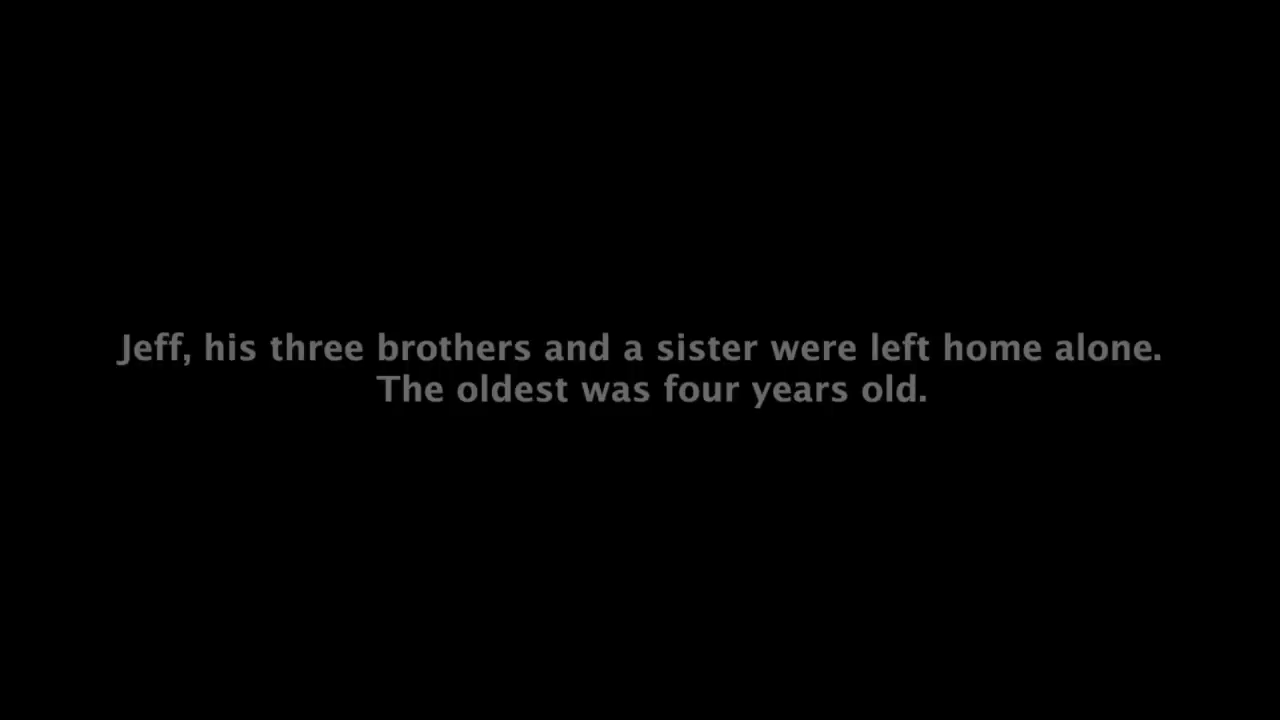 Jeff, his three brothers and a sister were left home alone.
The oldest was four years old.